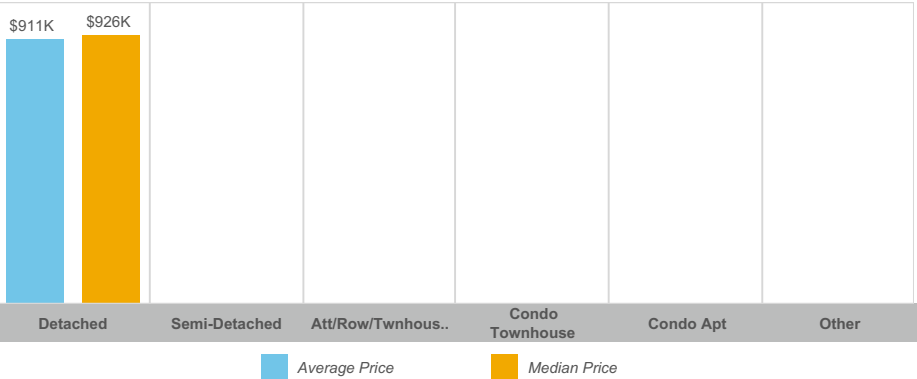 $911K
$926K
Detached
Semi-Detached
Att/Row/Twnhous..
Condo
Townhouse
Condo Apt
Other
Average Price
Median Price